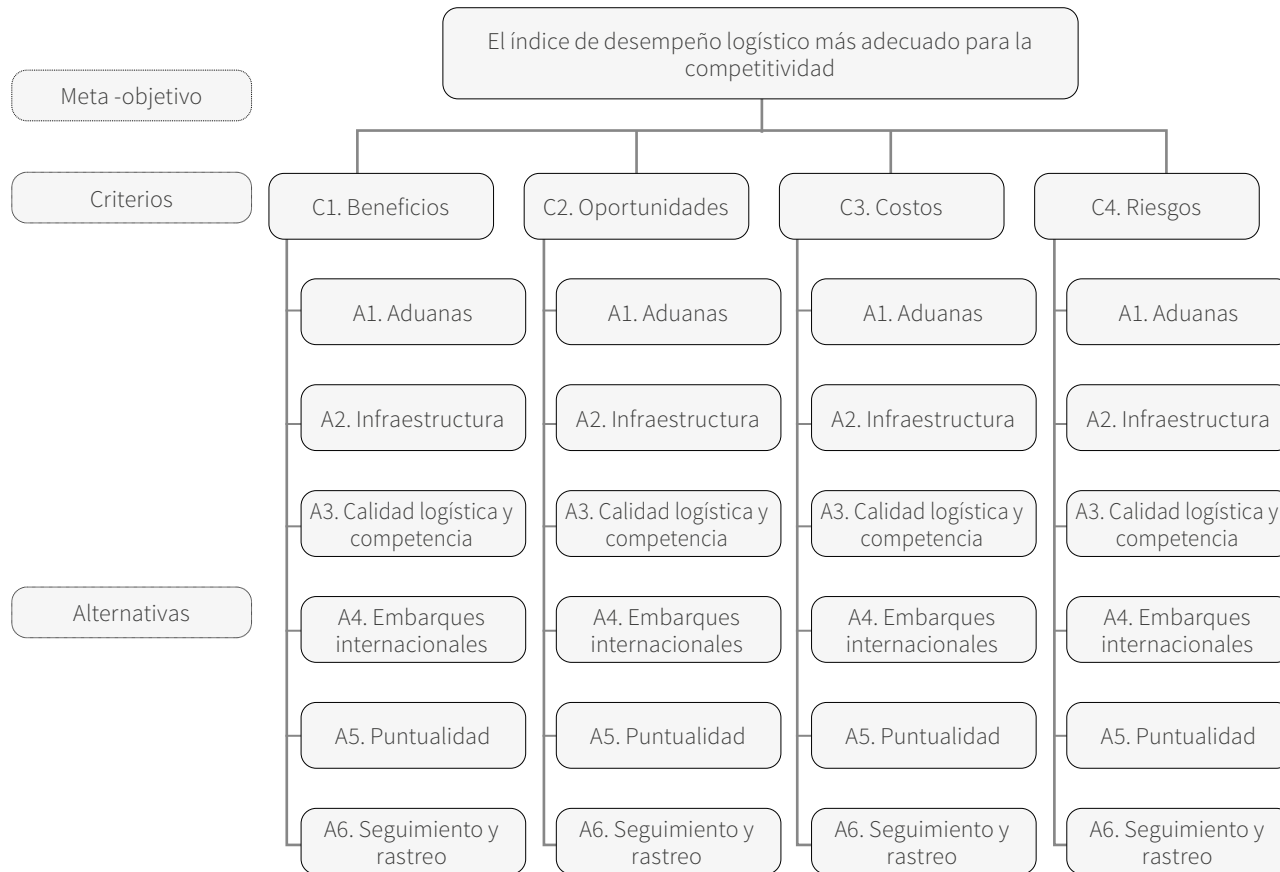 El índice de desempeño logístico más adecuado para la
competitividad
Meta -objetivo
Criterios
C1. Beneficios
C2. Oportunidades
C3. Costos
C4. Riesgos
Alternativas
A1. Aduanas
A2. Infraestructura
A3. Calidad logística y
competencia
A4. Embarques
internacionales
A5. Puntualidad
A6. Seguimiento y
rastreo
A1. Aduanas
A2. Infraestructura
A3. Calidad logística y
competencia
A4. Embarques
internacionales
A5. Puntualidad
A6. Seguimiento y
rastreo
A1. Aduanas
A2. Infraestructura
A3. Calidad logística y
competencia
A4. Embarques
internacionales
A5. Puntualidad
A6. Seguimiento y
rastreo
A1. Aduanas
A2. Infraestructura
A3. Calidad logística y
competencia
A4. Embarques
internacionales
A5. Puntualidad
A6. Seguimiento y
rastreo